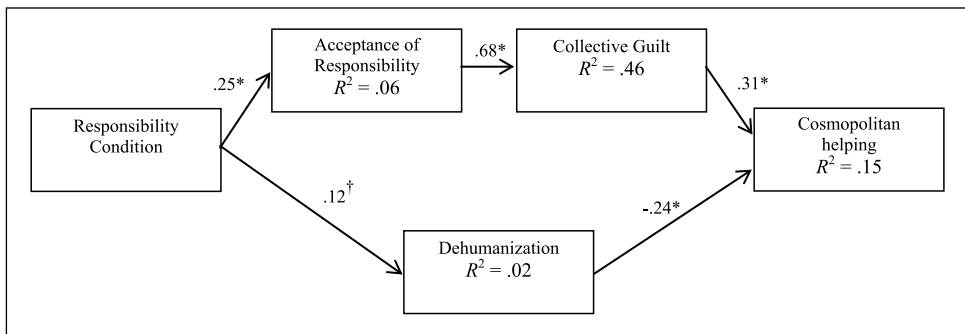 Acceptance of
Responsibility
R² = .06
.68*
Collective Guilt
R² = .46
.25*
.31*
Responsibility
Condition
Cosmopolitan
helping
R² = .15
.12†
-.24*
Dehumanization
R² = .02